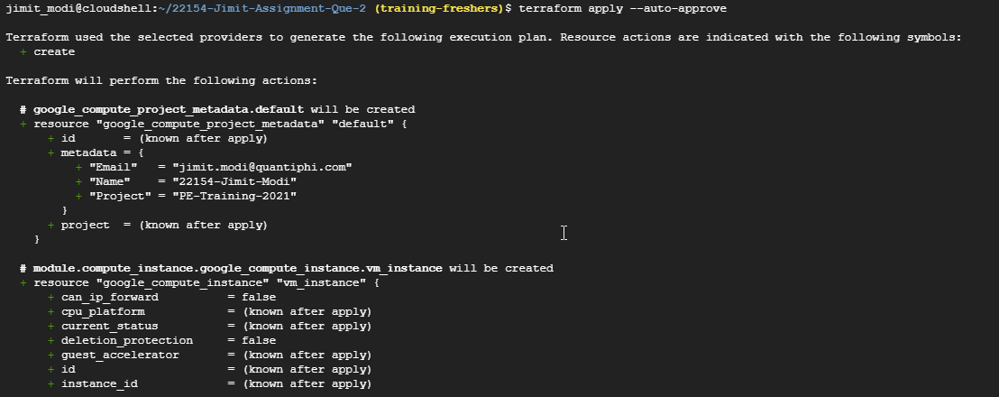 jimit_modi@cloudshell:~/22154-Jimit-Assignment-Que-2 (training-freshers)$ terraform apply --auto-approve
Terraform used the selected providers to generate the following execution plan. Resource actions are indicated with the following symbols:
+ create
Terraform will perform the following actions:
# google_compute_project_metadata.default will be created
+ resource "google_compute_project_metadata" "default" {
+ id = (known after apply)
+ metadata = {
+ "Email" = "jimit.modi@quantiphi.com"
+ "Name" = "22154-Jimit-Modi"
+ "Project" = "PE-Training-2021"
}
+ project = (known after apply)
}
# module.compute_instance.google_compute_instance.vm_instance will be created
+ resource "google_compute_instance" "vm_instance" {
+ can_ip_forward = false
+ cpu_platform = (known after apply)
+ current_status = (known after apply)
+ deletion_protection = false
+ guest_accelerator = (known after apply)
+ id = (known after apply)
+ instance_id = (known after apply)